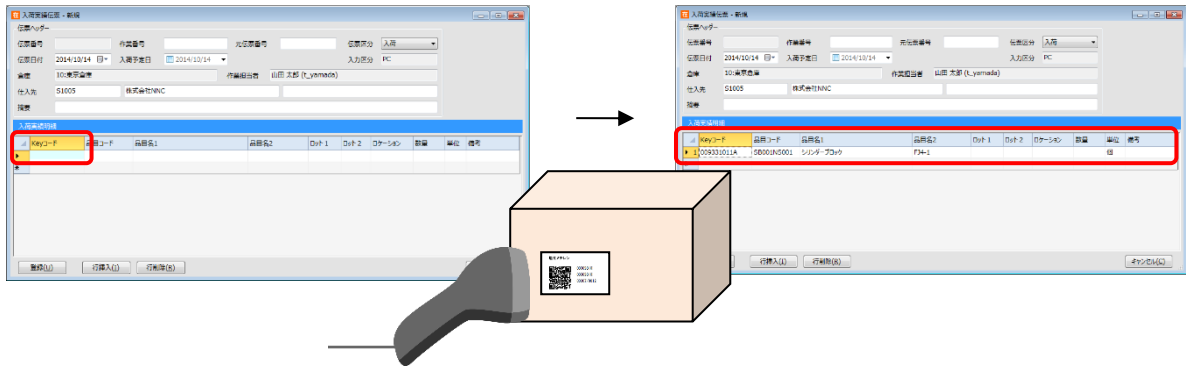 入荷実績伝票 - 新規
伝票ヘッダー
伝票番号 作業番号 元伝票番号 伝票区分 入荷
伝票日付 2014/10/14 入荷予定日 2014/10/14 入力区分 PC
倉庫 10:東京倉庫 作業担当者 山田 太郎 (t_yamada)
仕入先 S1005 株式会社NNC
摘要
入荷実績明細
Keyコード 品目コード 品目名1 品目名2 ロット1 ロット2 ロケーション 数量 単位 備考
登録(U) 行挿入(I) 行削除(R)
入荷実績伝票 - 新規
伝票ヘッダー
伝票番号 作業番号 元伝票番号 伝票区分 入荷
伝票日付 2014/10/14 入荷予定日 2014/10/14 入力区分 PC
倉庫 10:東京倉庫 作業担当者 山田 太郎 (t_yamada)
仕入先 S1005 株式会社NNC
摘要
入荷実績明細
Keyコード 品目コード 品目名1 品目名2 ロット1 ロット2 ロケーション 数量 単位 備考
1 009331011A SB001NS001 シリンダーブロック FJ4-1 個
行挿入(I) 行削除(R) キャンセル(C)